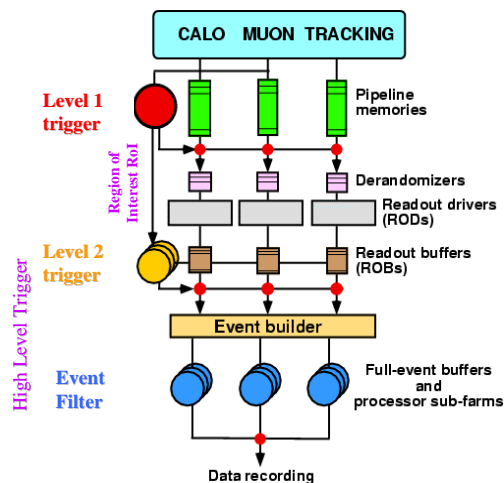 CALO MUON TRACKING
Level 1
trigger
Pipeline
memories
Region of
Interest RoI
Derandomizers
Readout drivers
(RODs)
Level 2
trigger
Readout buffers
(ROBs)
High Level Trigger
Event builder
Event
Filter
Full-event buffers
and
processor sub-farms
Data recording